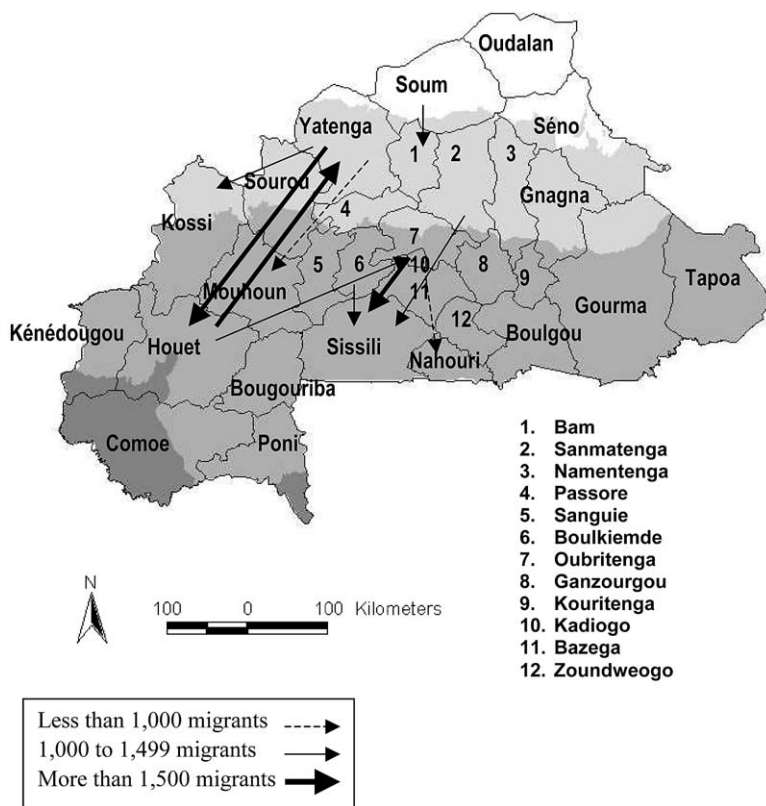 Oudalan
Soum
Yatenga
Séno
1
2
3
Sourou
Gnagna
4
Kossi
7
Tapoa
5
6
10
8
9
Mouhoun
Gourma
11
Kénédougou
12
Houet
Sissili
Boulgou
Nahouri
Bougouriba
Comoe
Poni
1. Bam
2. Sanmatenga
3. Namentenga
4. Passore
5. Sanguie
6. Boulkiemde
7. Oubritenga
8. Ganzourgou
9. Kouritenga
10. Kadiogo
11. Bazega
12. Zoundweogo
N
100 0 100 Kilometers
Less than 1,000 migrants
1,000 to 1,499 migrants
More than 1,500 migrants